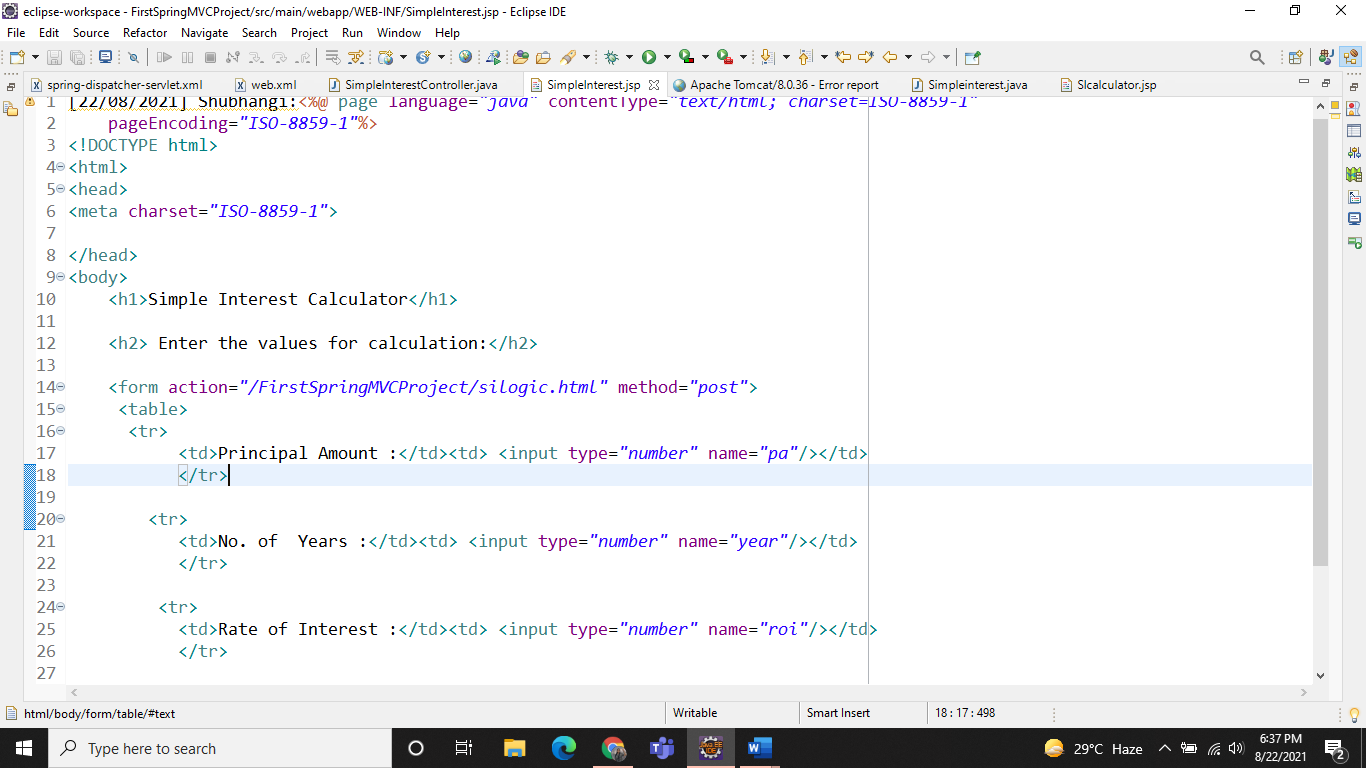 eclipse-workspace - FirstSpringMVCProject/src/main/webapp/WEB-INF/SimpleInterest.jsp - Eclipse IDE
File Edit Source Refactor Navigate Search Project Run Window Help
spring-dispatcher-servlet.xml web.xml SimpleInterestController.java SimpleInterest.jsp Apache Tomcat/8.0.36 - Error report Simpleinterest.java SIcalculator.jsp
1 [22/08/2021] Shubhangi:<%@ page language="java" contentType="text/html; charset=ISO-8859-1"
2     pageEncoding="ISO-8859-1"%>
3 <!DOCTYPE html>
4 <html>
5 <head>
6 <meta charset="ISO-8859-1">
7
8 </head>
9 <body>
10     <h1>Simple Interest Calculator</h1>
11
12     <h2> Enter the values for calculation:</h2>
13
14     <form action="/FirstSpringMVCProject/silogic.html" method="post">
15      <table>
16       <tr>
17            <td>Principal Amount :</td><td> <input type="number" name="pa"/></td>
18            </tr>
19
20         <tr>
21            <td>No. of  Years :</td><td> <input type="number" name="year"/></td>
22            </tr>
23
24          <tr>
25            <td>Rate of Interest :</td><td> <input type="number" name="roi"/></td>
26            </tr>
27
html/body/form/table/#text Writable Smart Insert 18 : 17 : 498
Type here to search
29°C Haze
6:37 PM
8/22/2021
2